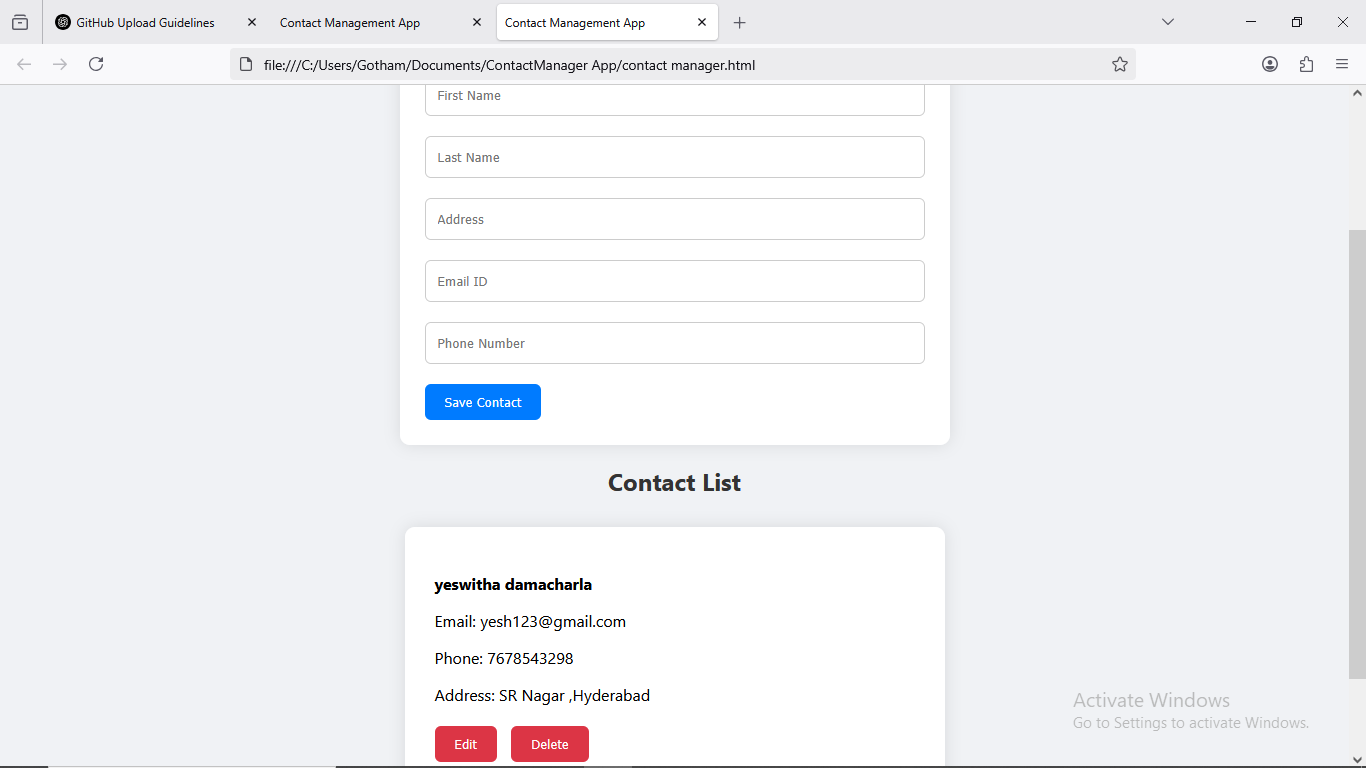 GitHub Upload Guidelines
Contact Management App
Contact Management App
file:///C:/Users/Gotham/Documents/ContactManager App/contact manager.html
First Name
Last Name
Address
Email ID
Phone Number
Save Contact
Contact List
yeswitha damacharla
Email: yesh123@gmail.com
Phone: 7678543298
Address: SR Nagar ,Hyderabad
Edit Delete
Activate Windows
Go to Settings to activate Windows.